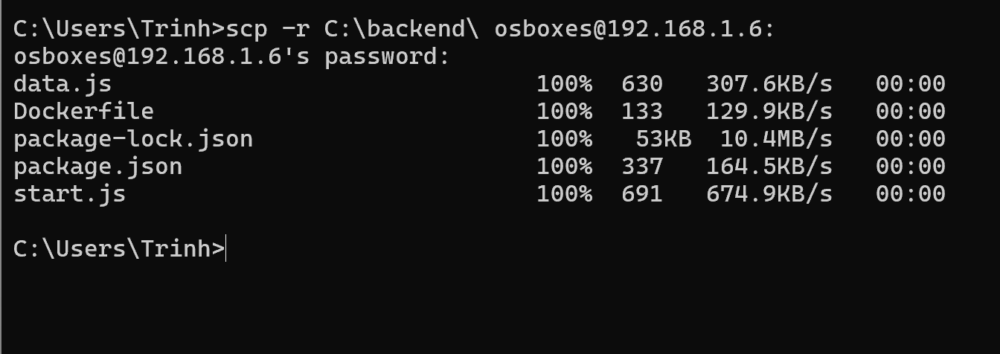 C:\Users\Trinh>scp -r C:\backend\ osboxes@192.168.1.6:
osboxes@192.168.1.6's password:
data.js 100% 630 307.6KB/s 00:00
Dockerfile 100% 133 129.9KB/s 00:00
package-lock.json 100% 53KB 10.4MB/s 00:00
package.json 100% 337 164.5KB/s 00:00
start.js 100% 691 674.9KB/s 00:00
C:\Users\Trinh>